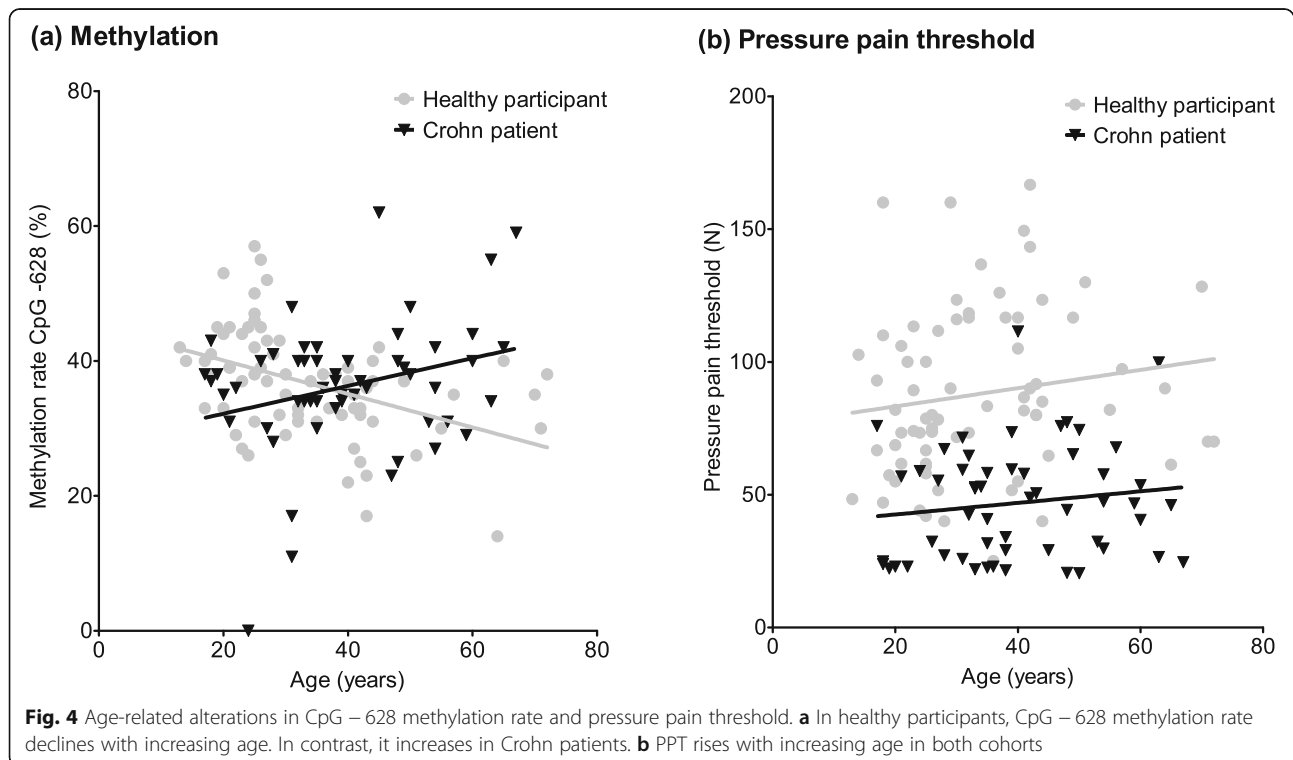 (a) Methylation
80
60
40
20
0
Methylation rate CpG -628 (%)
Healthy participant
Crohn patient
0 20 40 60 80
Age (years)
(b) Pressure pain threshold
200
150
100
50
0
Pressure pain threshold (N)
Healthy participant
Crohn patient
0 20 40 60 80
Age (years)
Fig. 4 Age-related alterations in CpG − 628 methylation rate and pressure pain threshold. a In healthy participants, CpG − 628 methylation rate
declines with increasing age. In contrast, it increases in Crohn patients. b PPT rises with increasing age in both cohorts